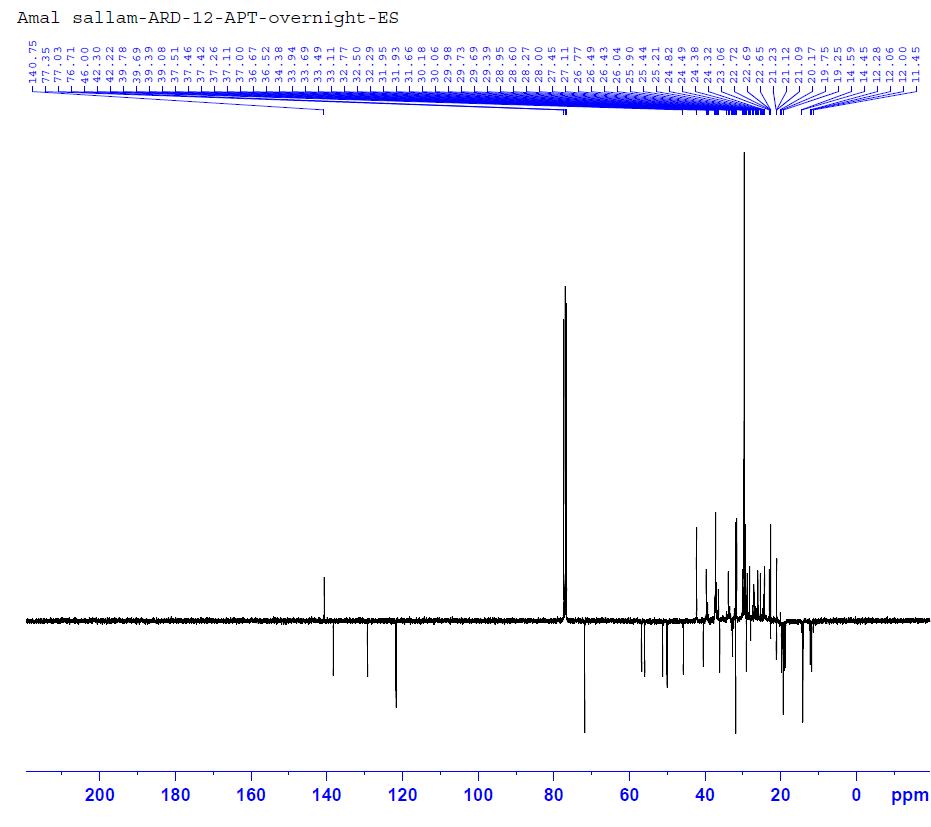 Amal sallam-ARD-12-APT-overnight-ES
140.75 77.35 77.03 76.71 46.00 42.30 42.22 39.78 39.69 39.39 39.08 37.51 37.46 37.42 37.26 37.11 37.00 36.67 36.52 34.38 33.94 33.69 33.49 33.11 32.77 32.50 32.29 31.95 31.93 31.66 30.18 30.06 29.98 29.73 29.69 29.39 28.95 28.60 28.27 28.00 27.45 27.11 26.77 26.49 26.43 26.04 26.00 25.44 25.21 24.82 24.49 24.38 24.32 23.06 22.72 22.69 22.65 21.23 21.12 21.09 20.17 19.75 19.25 14.59 14.45 12.28 12.06 12.00 11.45
200 180 160 140 120 100 80 60 40 20 0 ppm